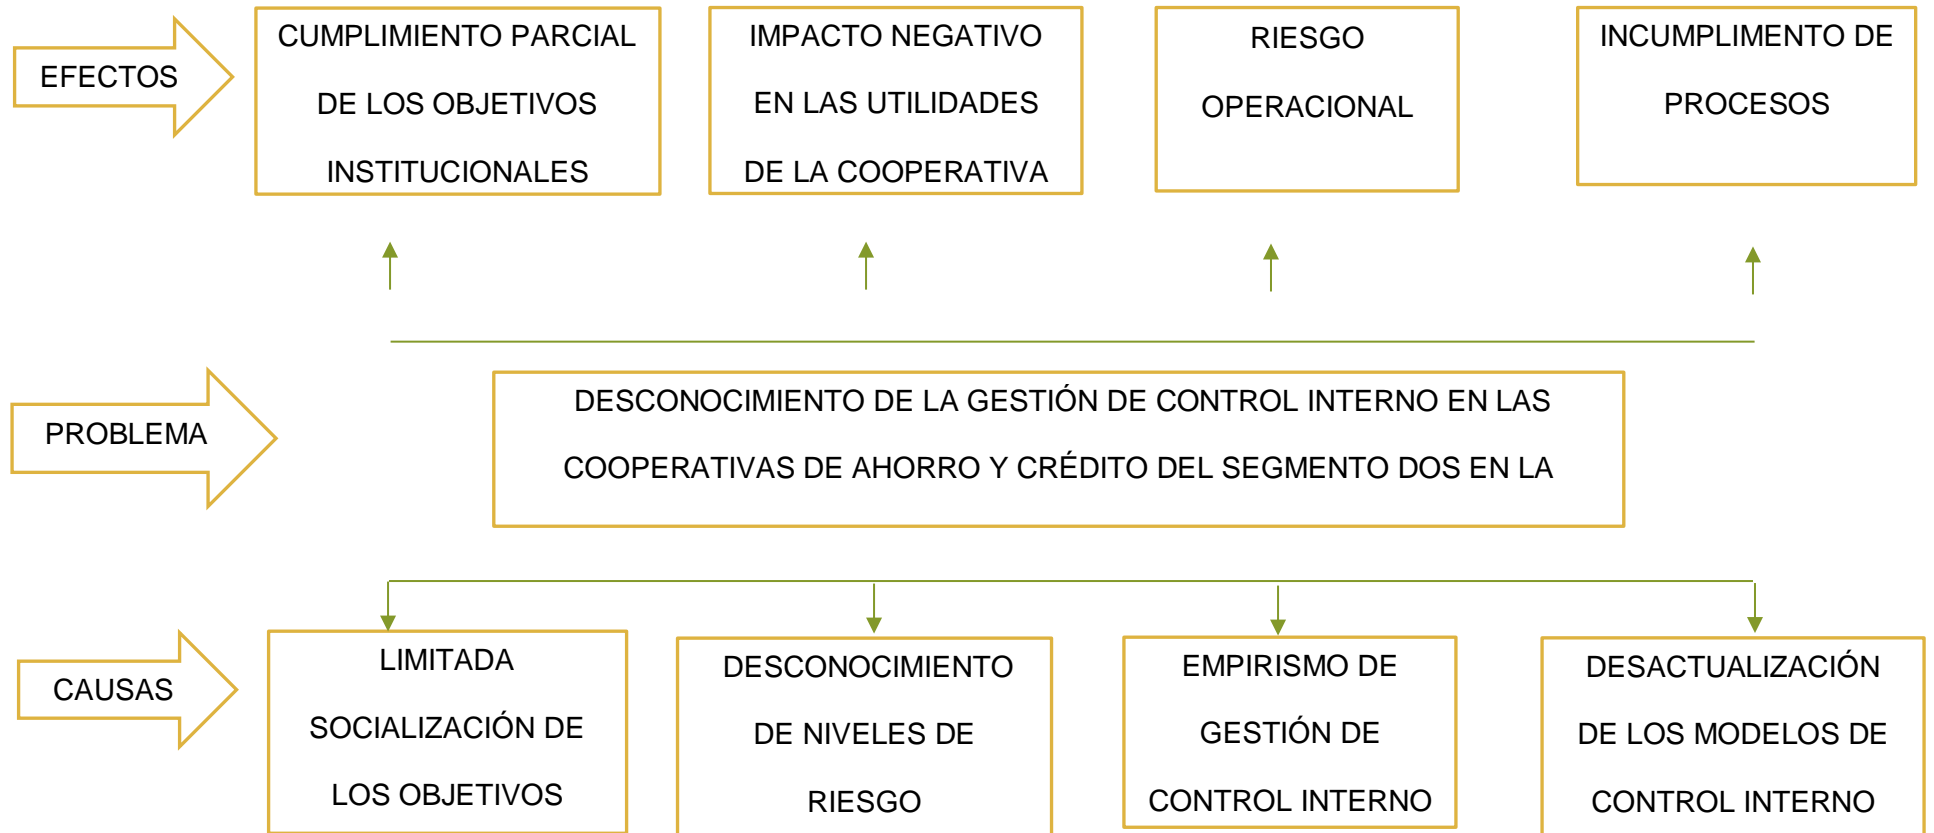 EFECTOS
CUMPLIMIENTO PARCIAL
DE LOS OBJETIVOS
INSTITUCIONALES
IMPACTO NEGATIVO
EN LAS UTILIDADES
DE LA COOPERATIVA
RIESGO
OPERACIONAL
INCUMPLIMENTO DE
PROCESOS
PROBLEMA
DESCONOCIMIENTO DE LA GESTIÓN DE CONTROL INTERNO EN LAS
COOPERATIVAS DE AHORRO Y CRÉDITO DEL SEGMENTO DOS EN LA
CAUSAS
LIMITADA
SOCIALIZACIÓN DE
LOS OBJETIVOS
DESCONOCIMIENTO
DE NIVELES DE
RIESGO
EMPIRISMO DE
GESTIÓN DE
CONTROL INTERNO
DESACTUALIZACIÓN
DE LOS MODELOS DE
CONTROL INTERNO